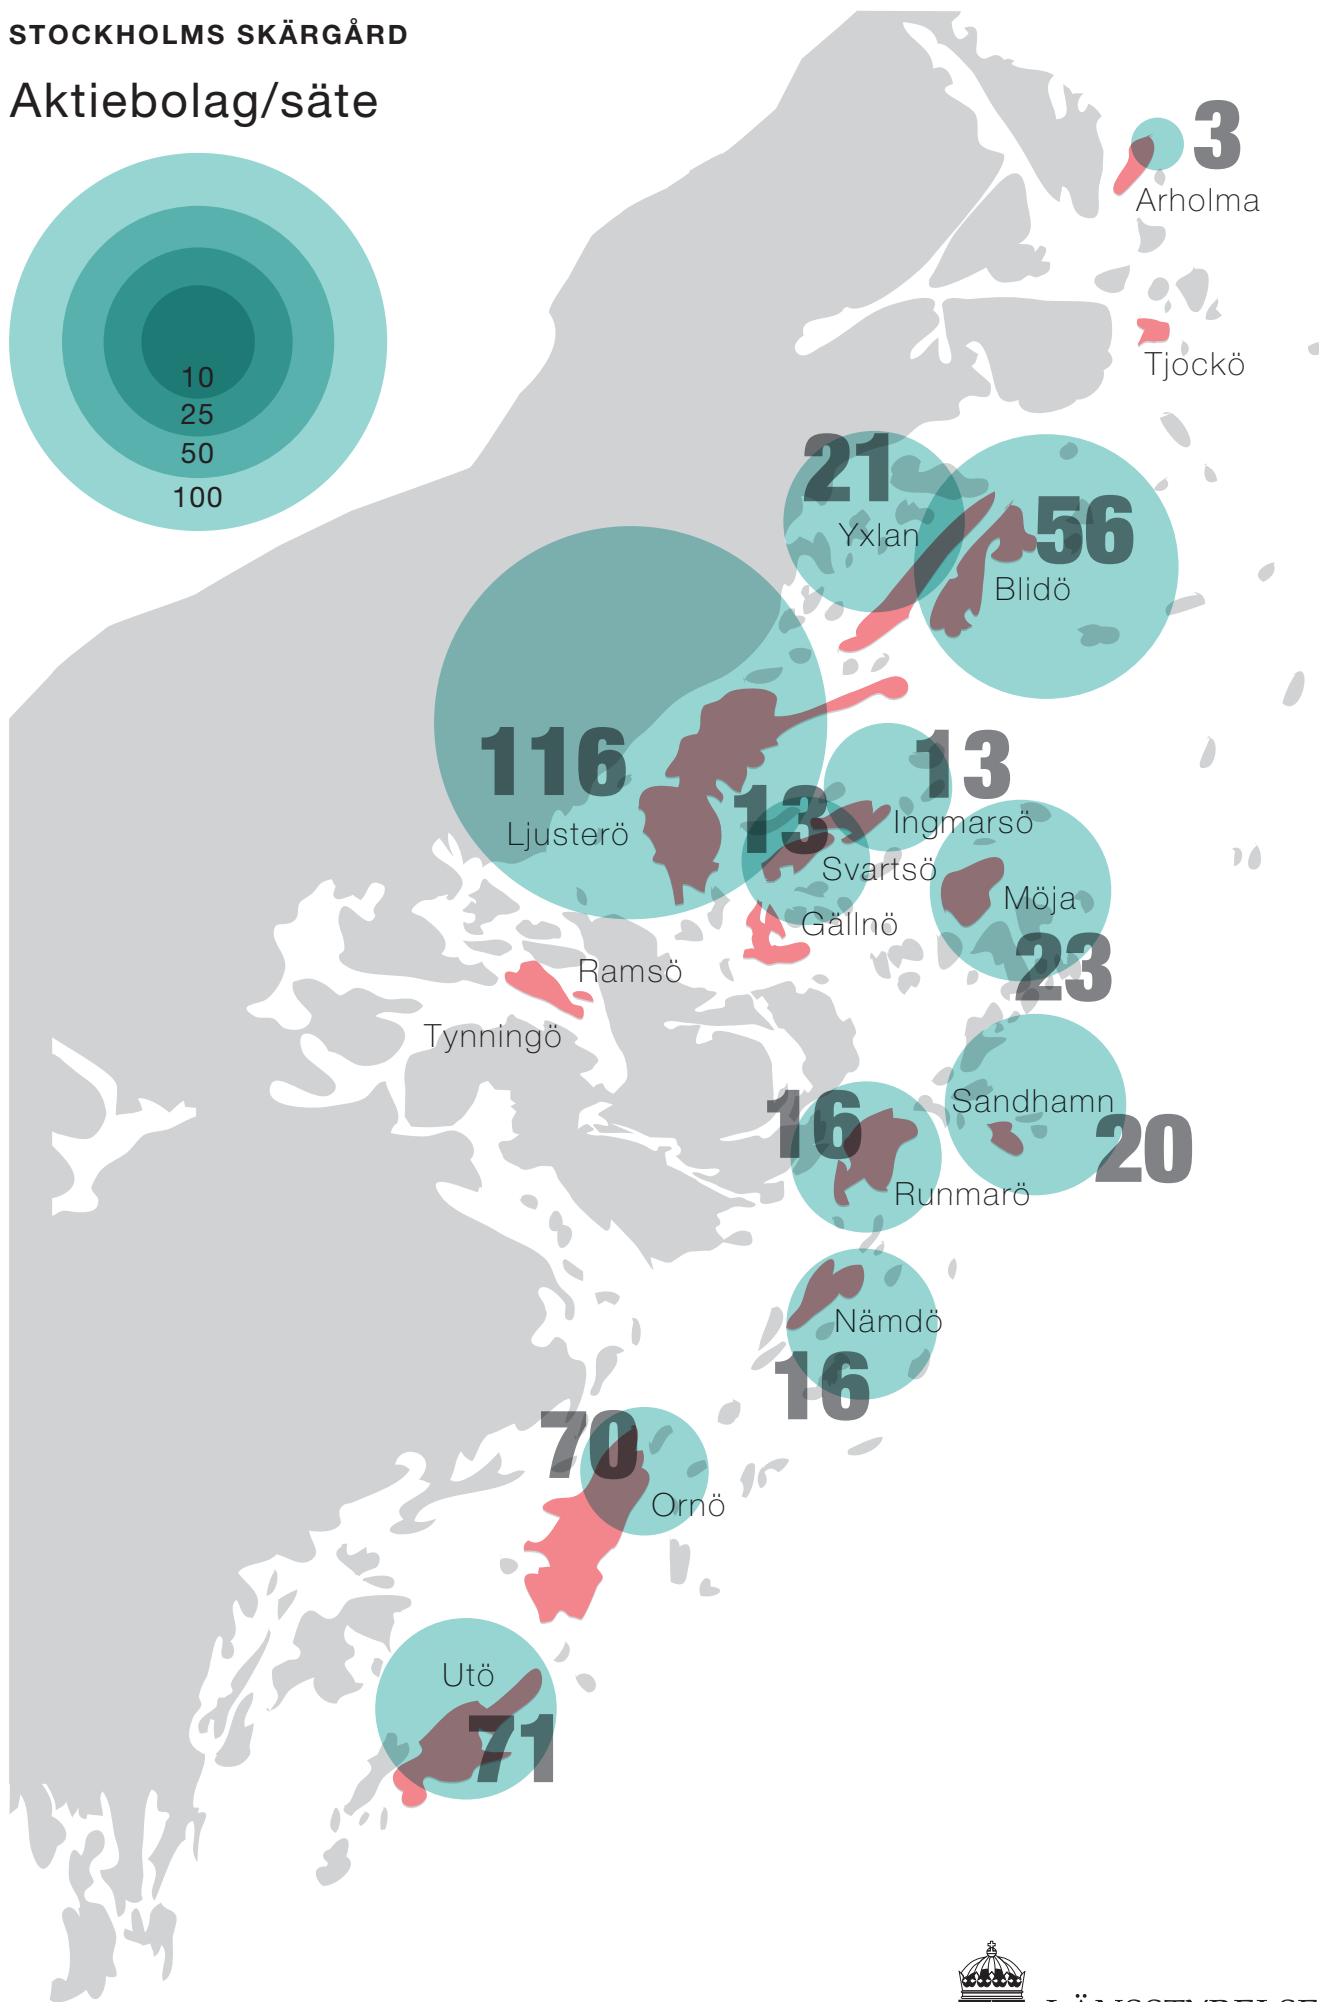 STOCKHOLMS SKÄRGÅRD
Aktiebolag/säte
10
25
50
100
3
Arholma
Tjockö
21
Yxlan
56
Blidö
116
Ljusterö
13
Ingmarsö
13
Svartsö
Möja
23
Gällnö
Ramsö
Tynningö
Sandhamn
20
16
Runmarö
Nämdö
16
70
Ornö
Utö
71